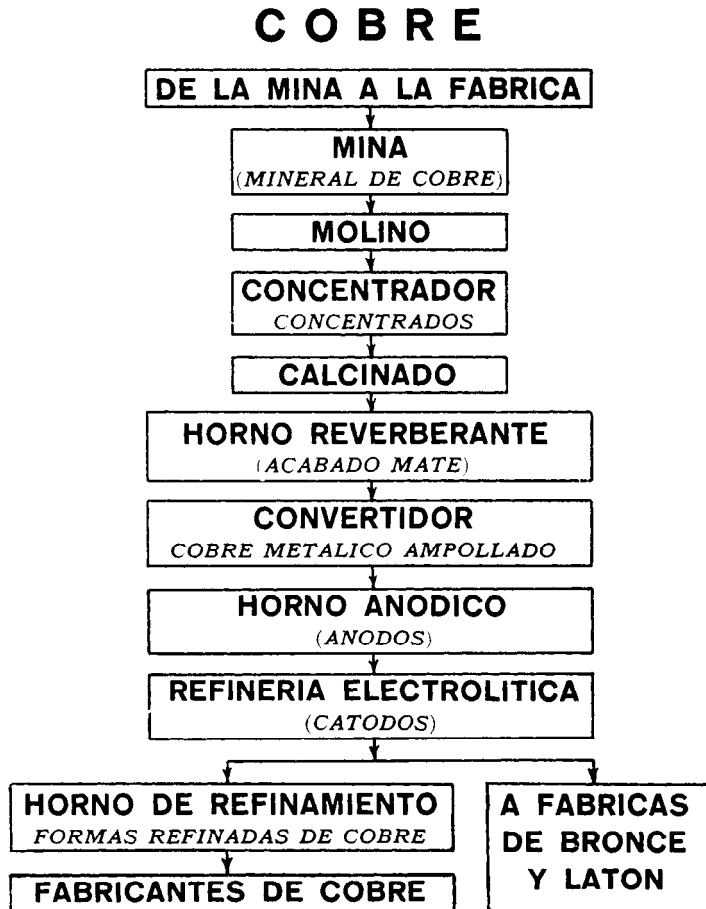 COBRE
DE LA MINA A LA FABRICA
MINA
(MINERAL DE COBRE)
MOLINO
CONCENTRADOR
CONCENTRADOS
CALCINADO
HORNO REVERBERANTE
(ACABADO MATE)
CONVERTIDOR
COBRE METALICO AMPOLLADO
HORNO ANODICO
(ANODOS)
REFINERIA ELECTROLITICA
(CATODOS)
HORNO DE REFINAMIENTO
FORMAS REFINADAS DE COBRE
FABRICANTES DE COBRE
A FABRICAS
DE BRONCE
Y LATON